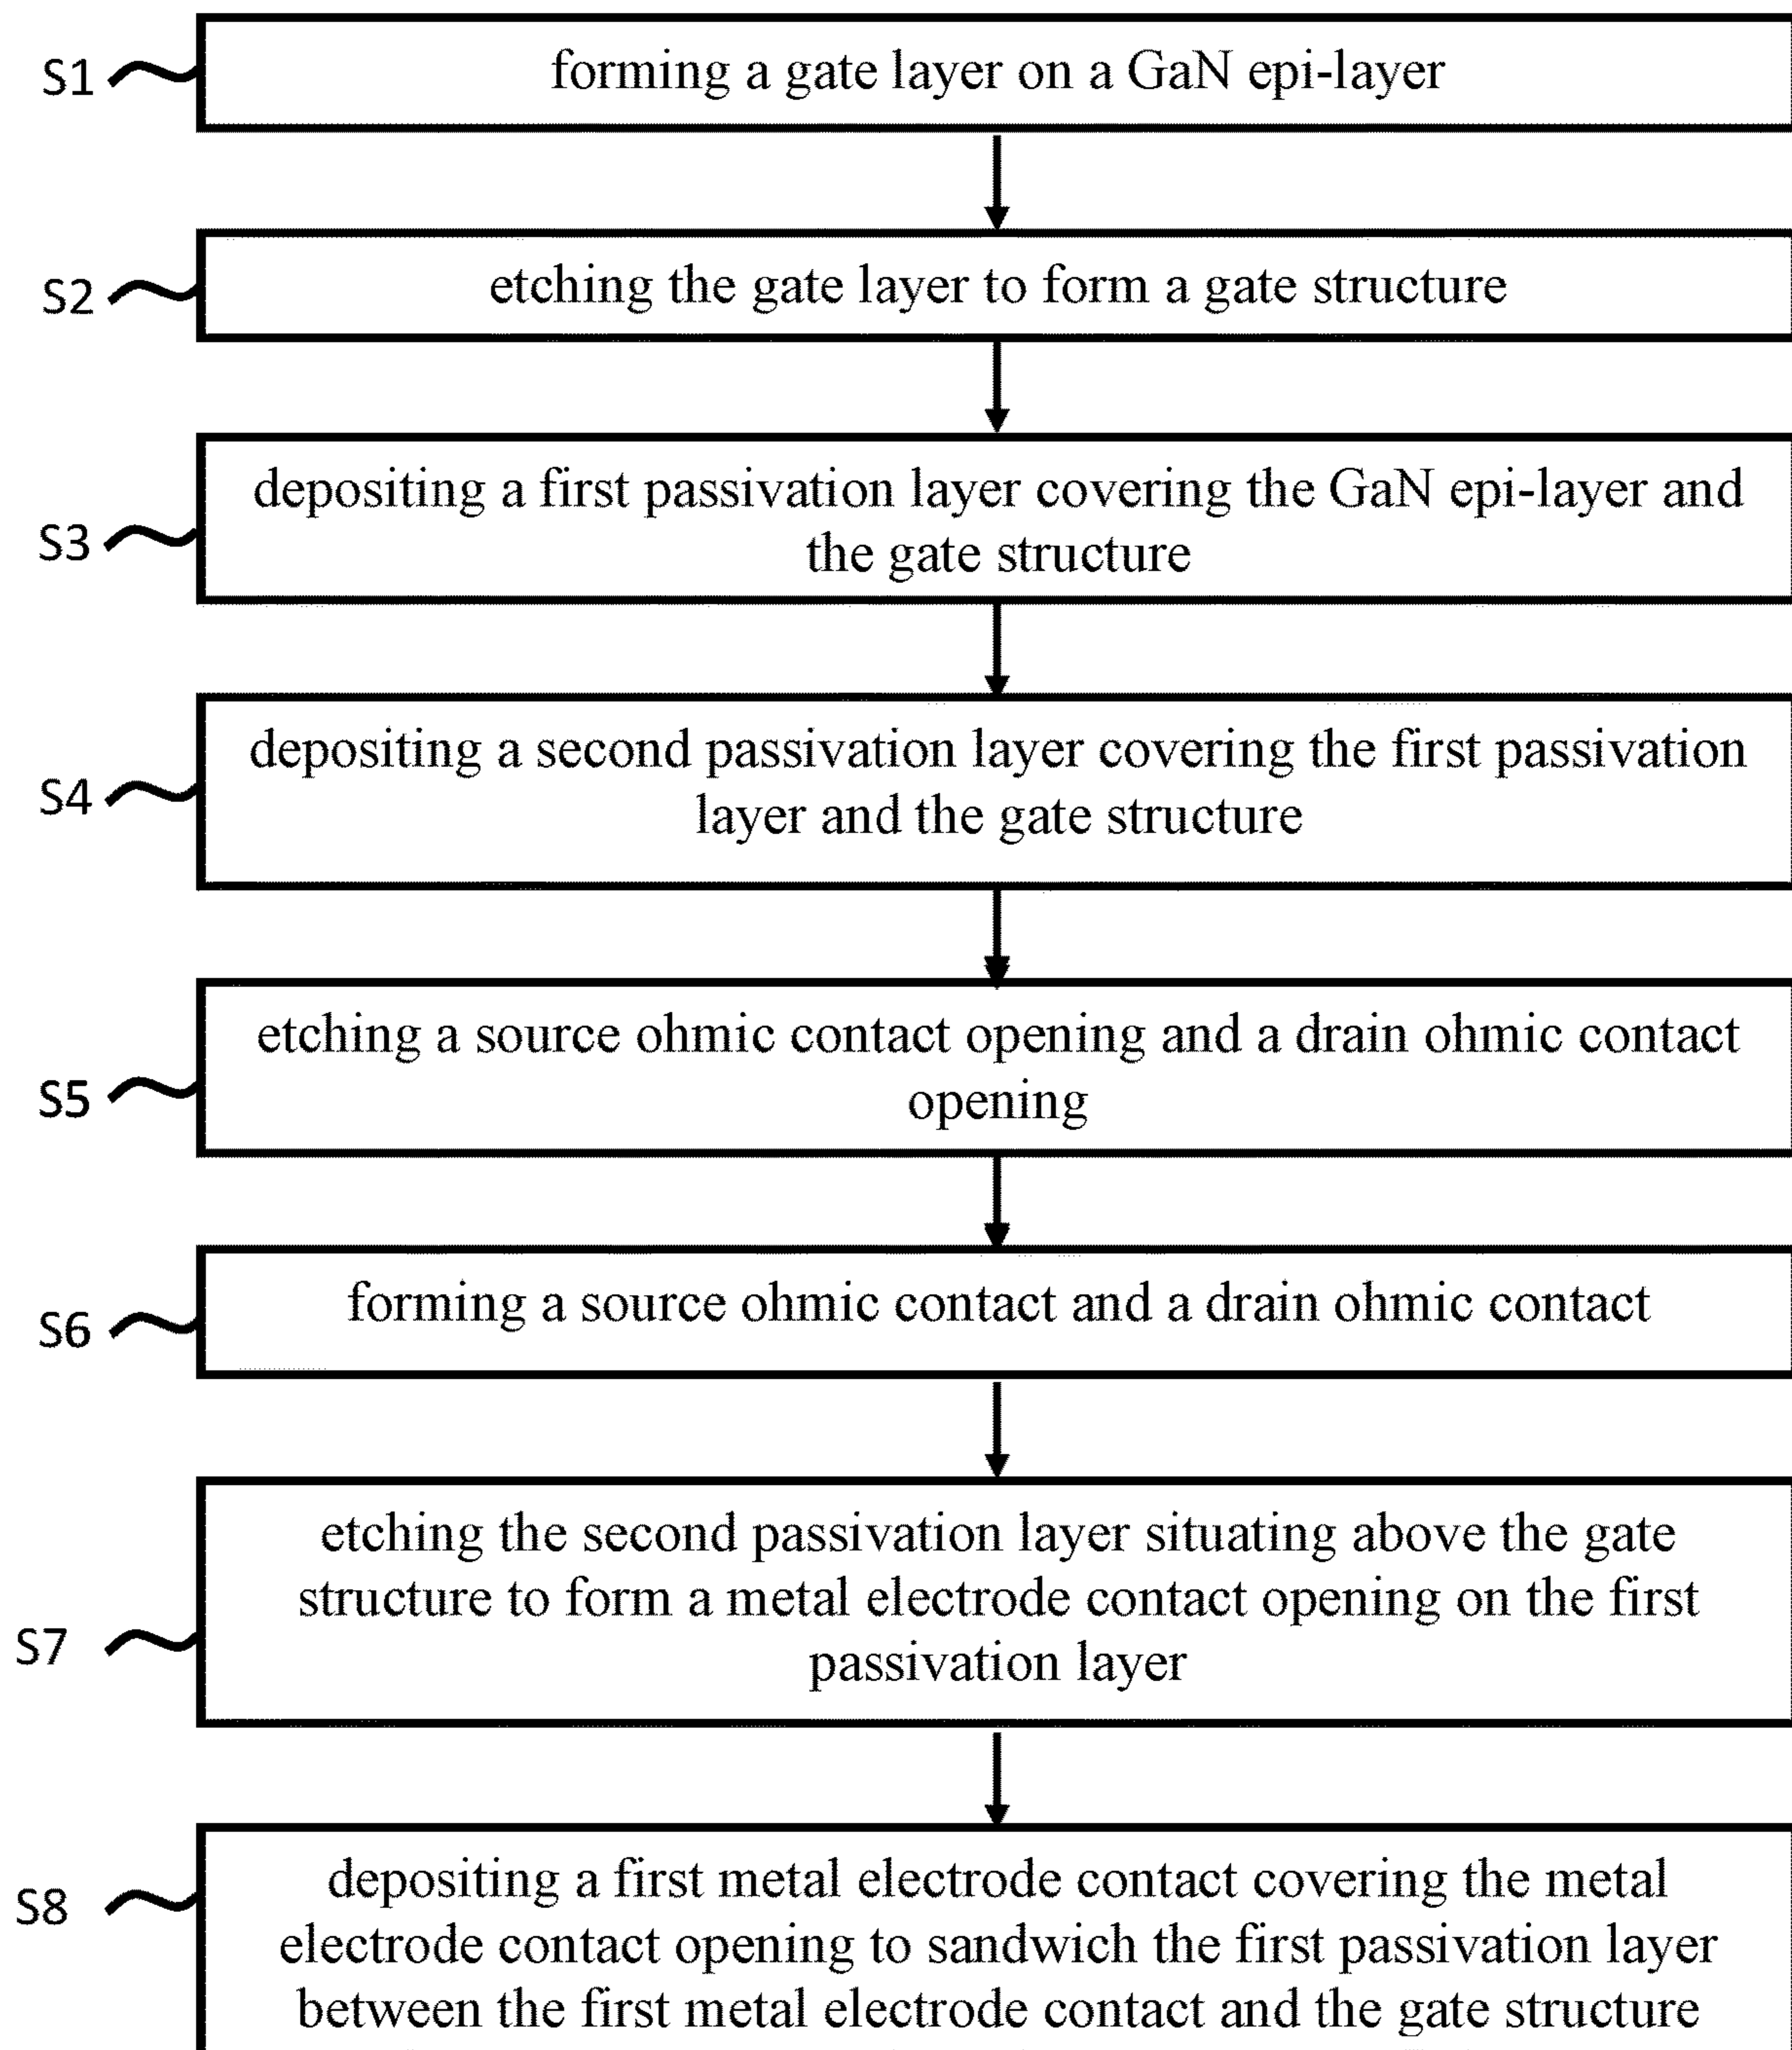 S1
forming a gate layer on a GaN epi-layer
S2
etching the gate layer to form a gate structure
S3
depositing a first passivation layer covering the GaN epi-layer and
the gate structure
S4
depositing a second passivation layer covering the first passivation
layer and the gate structure
S5
etching a source ohmic contact opening and a drain ohmic contact
opening
S6
forming a source ohmic contact and a drain ohmic contact
S7
etching the second passivation layer situating above the gate
structure to form a metal electrode contact opening on the first
passivation layer
S8
depositing a first metal electrode contact covering the metal
electrode contact opening to sandwich the first passivation layer
between the first metal electrode contact and the gate structure